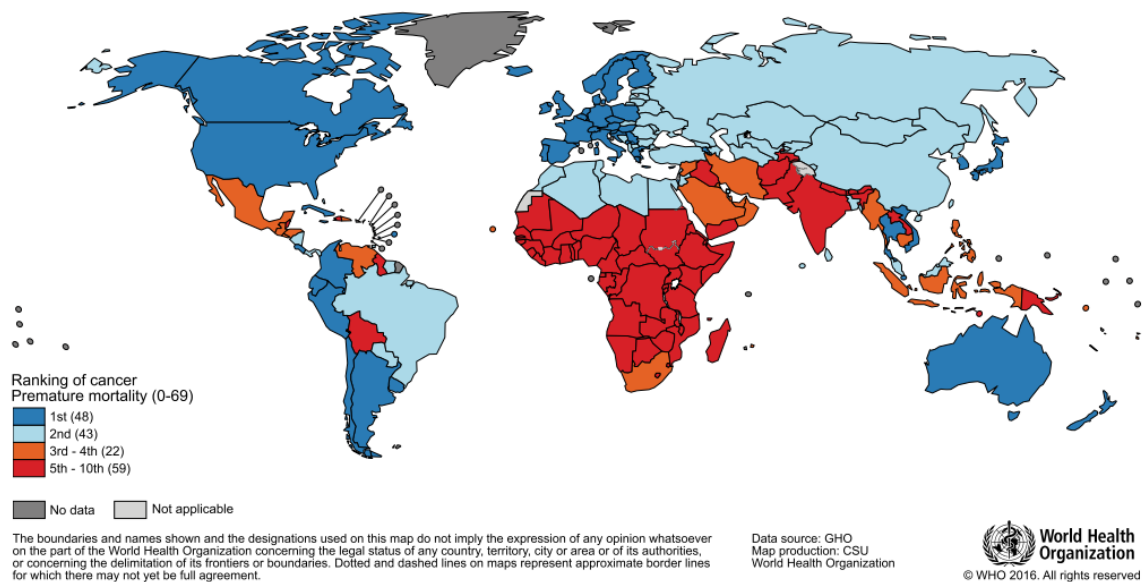 Ranking of cancer
Premature mortality (0-69)
1st (48)
2nd (43)
3rd - 4th (22)
5th - 10th (59)
No data
Not applicable
The boundaries and names shown and the designations used on this map do not imply the expression of any opinion whatsoever
on the part of the World Health Organization concerning the legal status of any country, territory, city or area or of its authorities,
or concerning the delimitation of its frontiers or boundaries. Dotted and dashed lines on maps represent approximate border lines
for which there may not yet be full agreement.
Data source: GHO
Map production: CSU
World Health Organization
World Health
Organization
© WHO 2016. All rights reserved